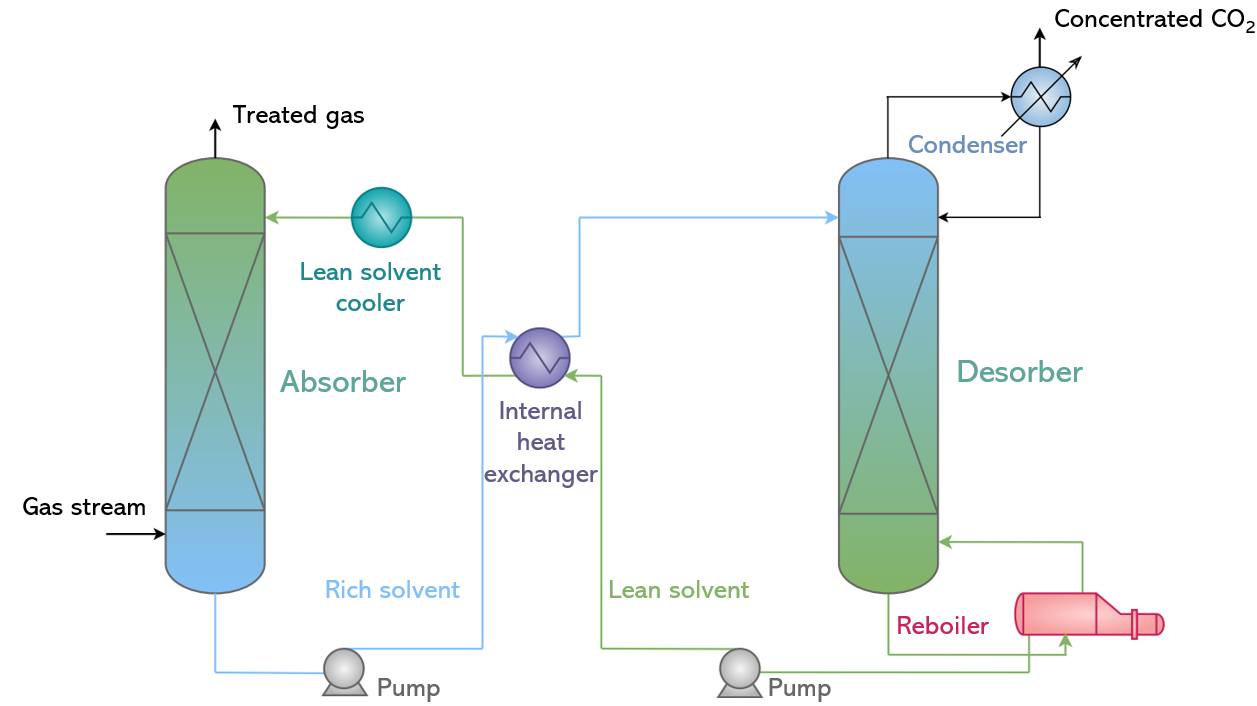 Concentrated CO₂
Treated gas
Condenser
Lean solvent
cooler
Absorber
Desorber
Internal
heat
exchanger
Gas stream
Rich solvent
Lean solvent
Reboiler
Pump
Pump